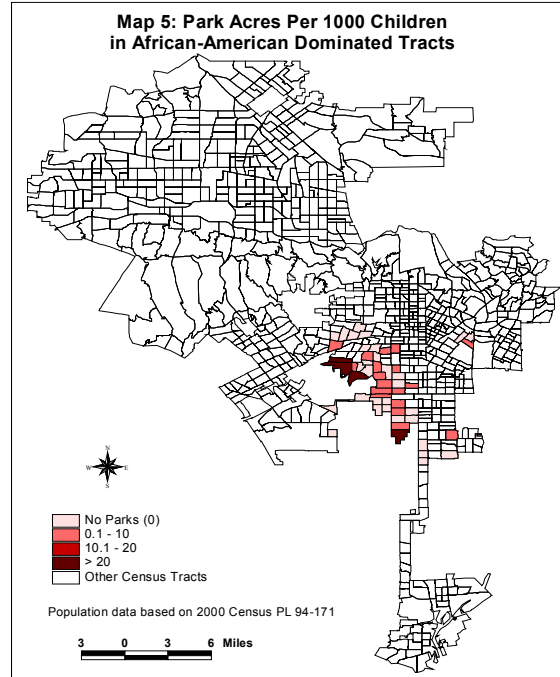 Map 5: Park Acres Per 1000 Children
in African-American Dominated Tracts
N
W E
S
No Parks (0)
0.1 - 10
10.1 - 20
> 20
Other Census Tracts
Population data based on 2000 Census PL 94-171
3 0 3 6 Miles